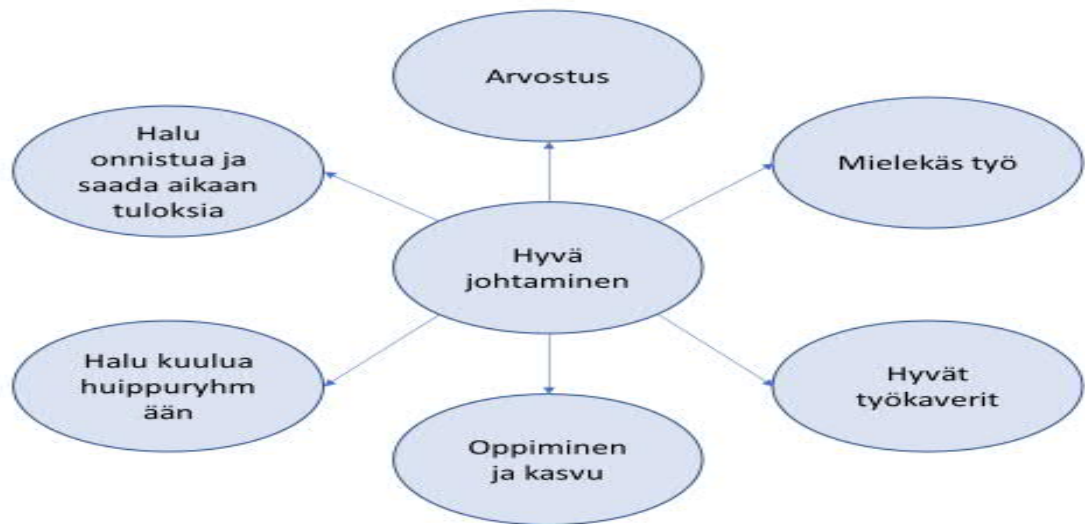 Arvostus
Halu
onnistua ja
saada aikaan
tuloksia
Mielekäs työ
Hyvä
johtaminen
Halu kuulua
huippuryhm
ään
Hyvät
työkaverit
Oppiminen
ja kasvu